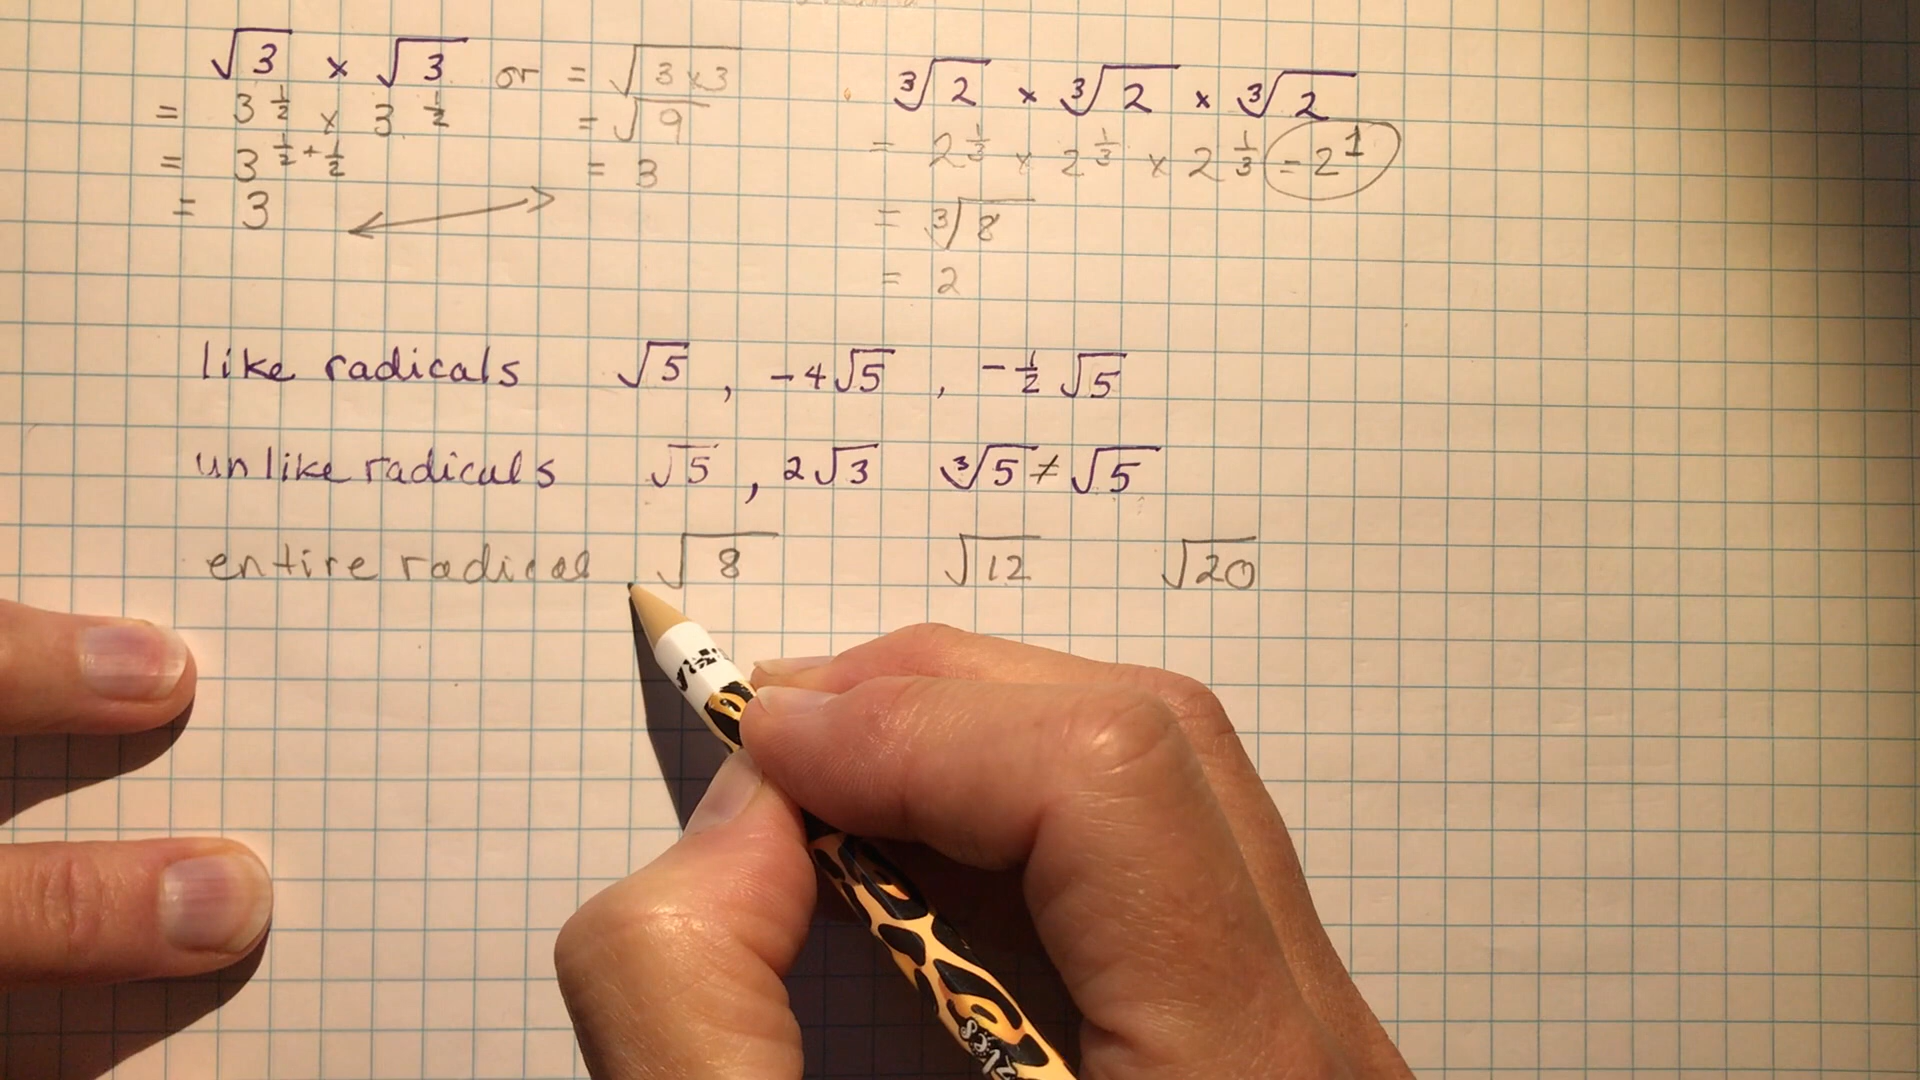 √3 × √3 or = √3×3
= 3^½ × 3^½ = √9
= 3^½+½ = 3
= 3
∛2 × ∛2 × ∛2
= 2^⅓ × 2^⅓ × 2^⅓ = 2^1
= ∛8
= 2
like radicals √5 , -4√5 , -½√5
unlike radicals √5 , 2√3 ∛5 ≠ √5
entire radical √8 √12 √20